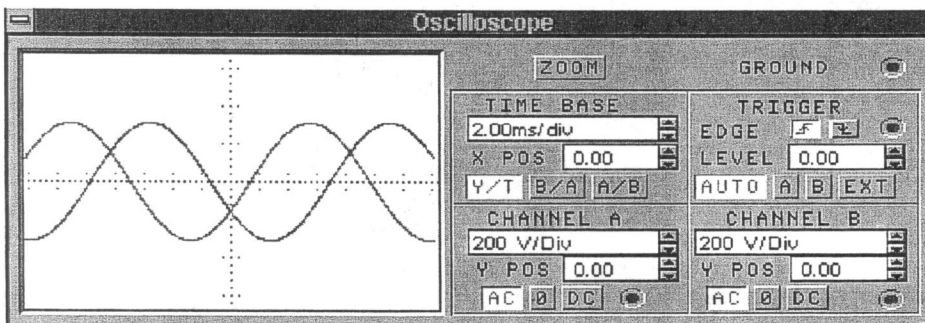 Oscilloscope
ZOOM GROUND
TIME BASE
2.00ms/div
X POS 0.00
Y/T B/A A/B
TRIGGER
EDGE
LEVEL 0.00
AUTO A B EXT
CHANNEL A
200 V/Div
Y POS 0.00
AC 0 DC
CHANNEL B
200 V/Div
Y POS 0.00
AC 0 DC